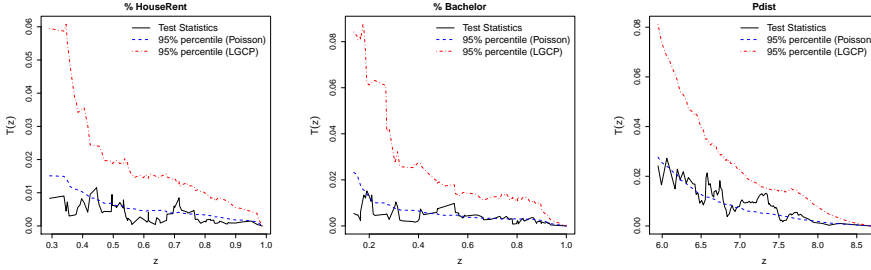 % HouseRent
T(z)
0.00 0.01 0.02 0.03 0.04 0.05 0.06
Test Statistics
95% percentile (Poisson)
95% percentile (LGCP)
0.3 0.4 0.5 0.6 0.7 0.8 0.9 1.0
z
% Bachelor
T(z)
0.00 0.02 0.04 0.06 0.08
Test Statistics
95% percentile (Poisson)
95% percentile (LGCP)
0.2 0.4 0.6 0.8 1.0
z
Pdist
T(z)
0.00 0.02 0.04 0.06 0.08
Test Statistics
95% percentile (Poisson)
95% percentile (LGCP)
6.0 6.5 7.0 7.5 8.0 8.5
z